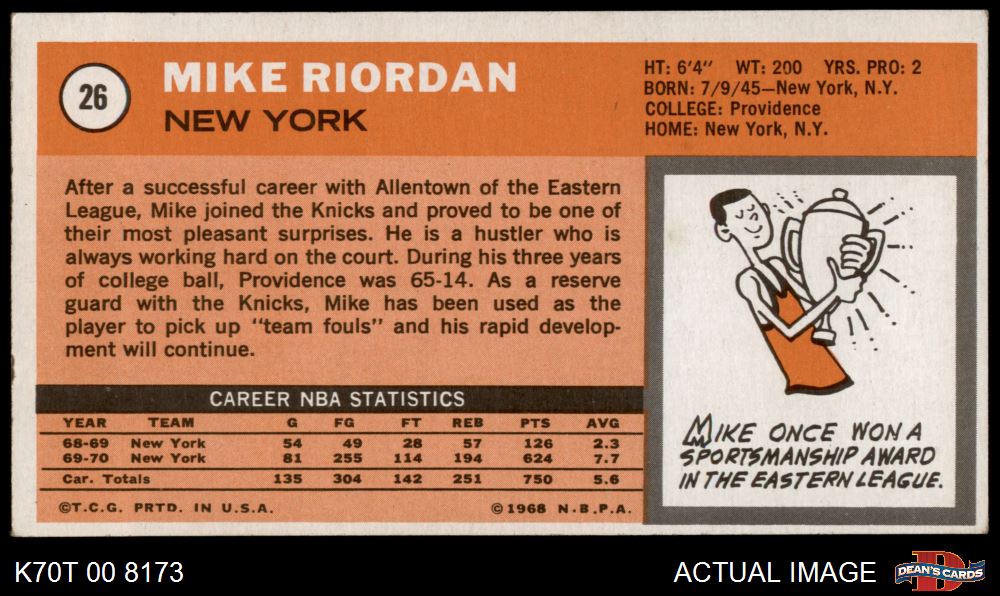 26
MIKE RIORDAN
NEW YORK
HT: 6'4" WT: 200 YRS. PRO: 2
BORN: 7/9/45—New York, N.Y.
COLLEGE: Providence
HOME: New York, N.Y.
After a successful career with Allentown of the Eastern
League, Mike joined the Knicks and proved to be one of
their most pleasant surprises. He is a hustler who is
always working hard on the court. During his three years
of college ball, Providence was 65-14. As a reserve
guard with the Knicks, Mike has been used as the
player to pick up "team fouls" and his rapid develop-
ment will continue.
CAREER NBA STATISTICS
YEAR TEAM G FG FT REB PTS AVG
68-69 New York 54 49 28 57 126 2.3
69-70 New York 81 255 114 194 624 7.7
Car. Totals 135 304 142 251 750 5.6
©T.C.G. PRTD. IN U.S.A. ©1968 N.B.P.A.
MIKE ONCE WON A
SPORTSMANSHIP AWARD
IN THE EASTERN LEAGUE.
K70T 00 8173
ACTUAL IMAGE
D
DEAN'S CARDS